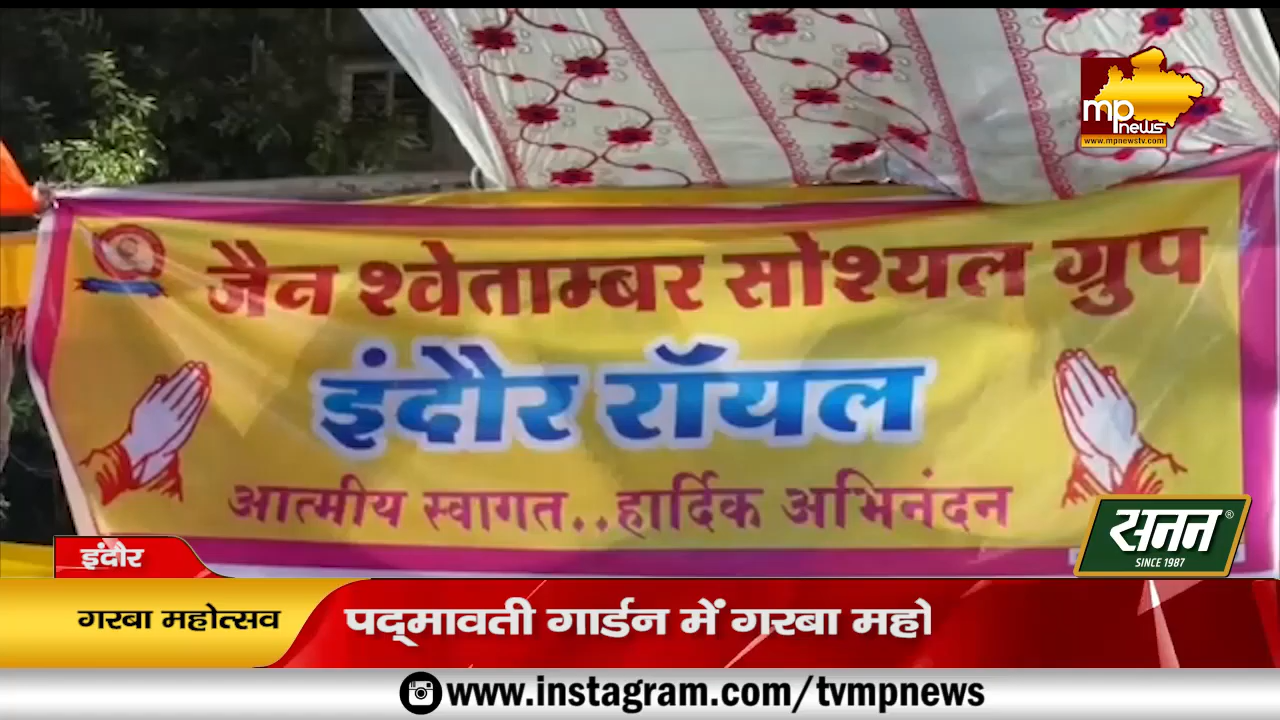 mp news
www.mpnewstv.com
जैन श्वेताम्बर सोश्यल ग्रुप
इंदौर रॉयल
आत्मीय स्वागत..हार्दिक अभिनंदन
सनन®
SINCE 1987
इंदौर
गरबा महोत्सव
पद्मावती गार्डन में गरबा महो
www.instagram.com/tvmpnews